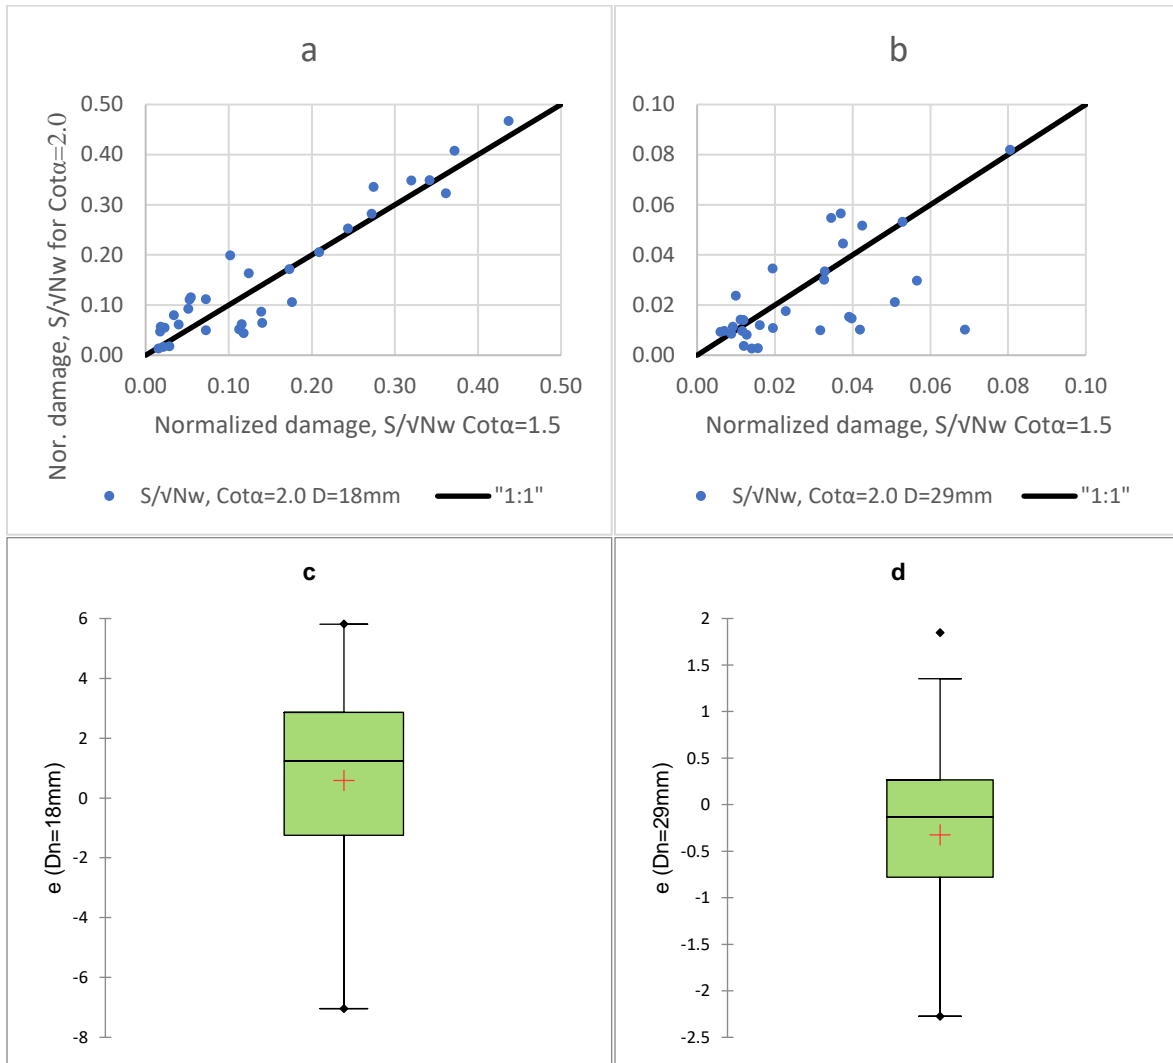 a
Nor. damage, S/√Nw for Cotα=2.0
0.50
0.40
0.30
0.20
0.10
0.00
0.00 0.10 0.20 0.30 0.40 0.50
Normalized damage, S/√Nw Cotα=1.5
S/√Nw, Cotα=2.0 D=18mm "1:1"
b
0.10
0.08
0.06
0.04
0.02
0.00
0.00 0.02 0.04 0.06 0.08 0.10
Normalized damage, S/√Nw Cotα=1.5
S/√Nw, Cotα=2.0 D=29mm "1:1"
c
e (Dn=18mm)
6
4
2
0
-2
-4
-6
-8
d
e (Dn=29mm)
2
1.5
1
0.5
0
-0.5
-1
-1.5
-2
-2.5